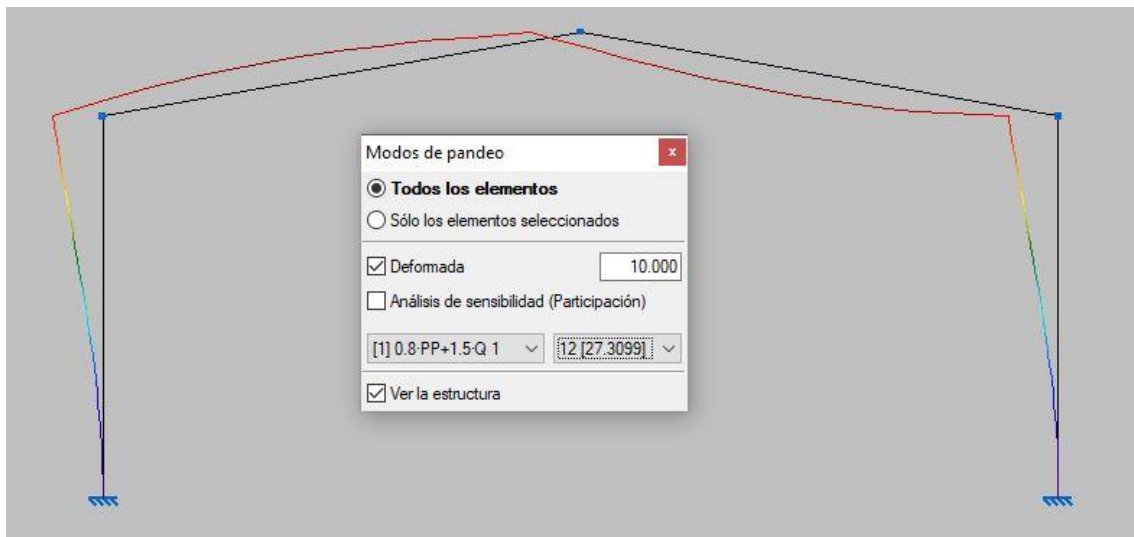 Modos de pandeo
x
Todos los elementos
Sólo los elementos seleccionados
Deformada 10.000
Análisis de sensibilidad (Participación)
[1] 0.8·PP+1.5·Q 1 12 [27.3099]
Ver la estructura